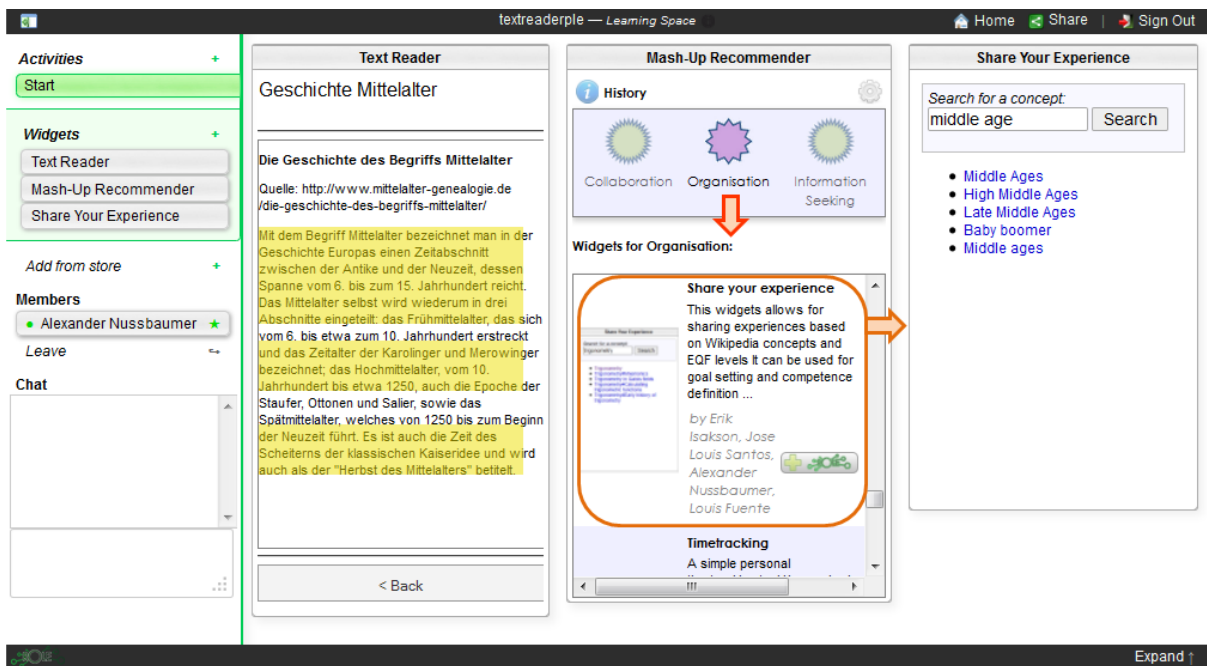 textreaderple — Learning Space
Home
Share
|
Sign Out
Activities +
Start
Widgets +
Text Reader
Mash-Up Recommender
Share Your Experience
Add from store +
Members
Alexander Nussbaumer
Leave
Chat
Text Reader
Geschichte Mittelalter
Die Geschichte des Begriffs Mittelalter
Quelle: http://www.mittelalter-genealogie.de
/die-geschichte-des-begriffs-mittelalter/
Mit dem Begriff Mittelalter bezeichnet man in der
Geschichte Europas einen Zeitabschnitt
zwischen der Antike und der Neuzeit, dessen
Spanne vom 6. bis zum 15. Jahrhundert reicht.
Das Mittelalter selbst wird wiederum in drei
Abschnitte eingeteilt: das Frühmittelalter, das sich
vom 6. bis etwa zum 10. Jahrhundert erstreckt
und das Zeitalter der Karolinger und Merowinger
bezeichnet; das Hochmittelalter, vom 10.
Jahrhundert bis etwa 1250, auch die Epoche der
Staufer, Ottonen und Salier, sowie das
Spätmittelalter, welches von 1250 bis zum Beginn
der Neuzeit führt. Es ist auch die Zeit des
Scheiterns der klassischen Kaiseridee und wird
auch als der "Herbst des Mittelalters" betitelt.
< Back
Mash-Up Recommender
History
Collaboration
Organisation
Information
Seeking
Widgets for Organisation:
Share Your Experience
Search for a concept:
Search
Share your experience
This widgets allows for
sharing experiences based
on Wikipedia concepts and
EQF levels It can be used for
goal setting and competence
definition ...
by Erik
Isakson, Jose
Louis Santos,
Alexander
Nussbaumer,
Louis Fuente
Timetracking
A simple personal
Share Your Experience
Search for a concept:
middle age
Search
Middle Ages
High Middle Ages
Late Middle Ages
Baby boomer
Middle ages
Expand ↑